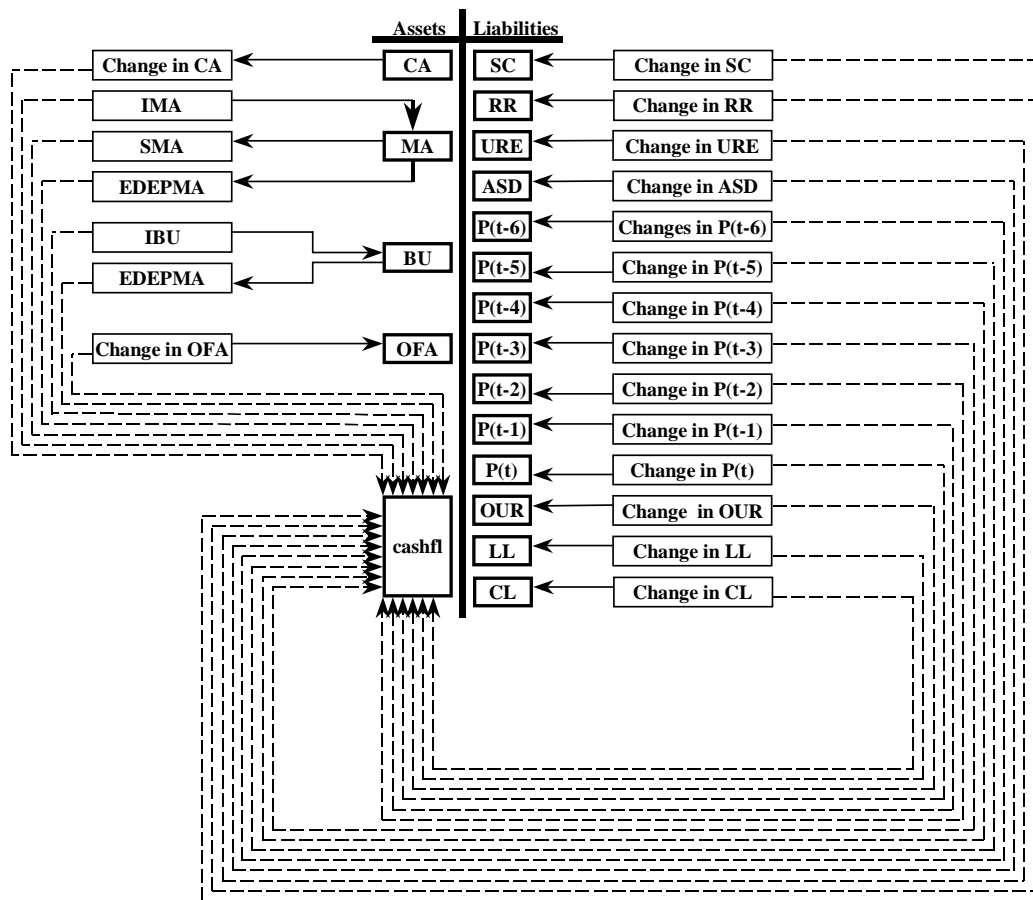 Assets Liabilities
Change in CA CA SC Change in SC
IMA RR Change in RR
SMA MA URE Change in URE
EDEPMA ASD Change in ASD
IBU P(t-6) Changes in P(t-6)
BU
EDEPMA P(t-5) Change in P(t-5)
P(t-4) Change in P(t-4)
Change in OFA OFA P(t-3) Change in P(t-3)
P(t-2) Change in P(t-2)
P(t-1) Change in P(t-1)
P(t) Change in P(t)
OUR Change in OUR
cashfl LL Change in LL
CL Change in CL